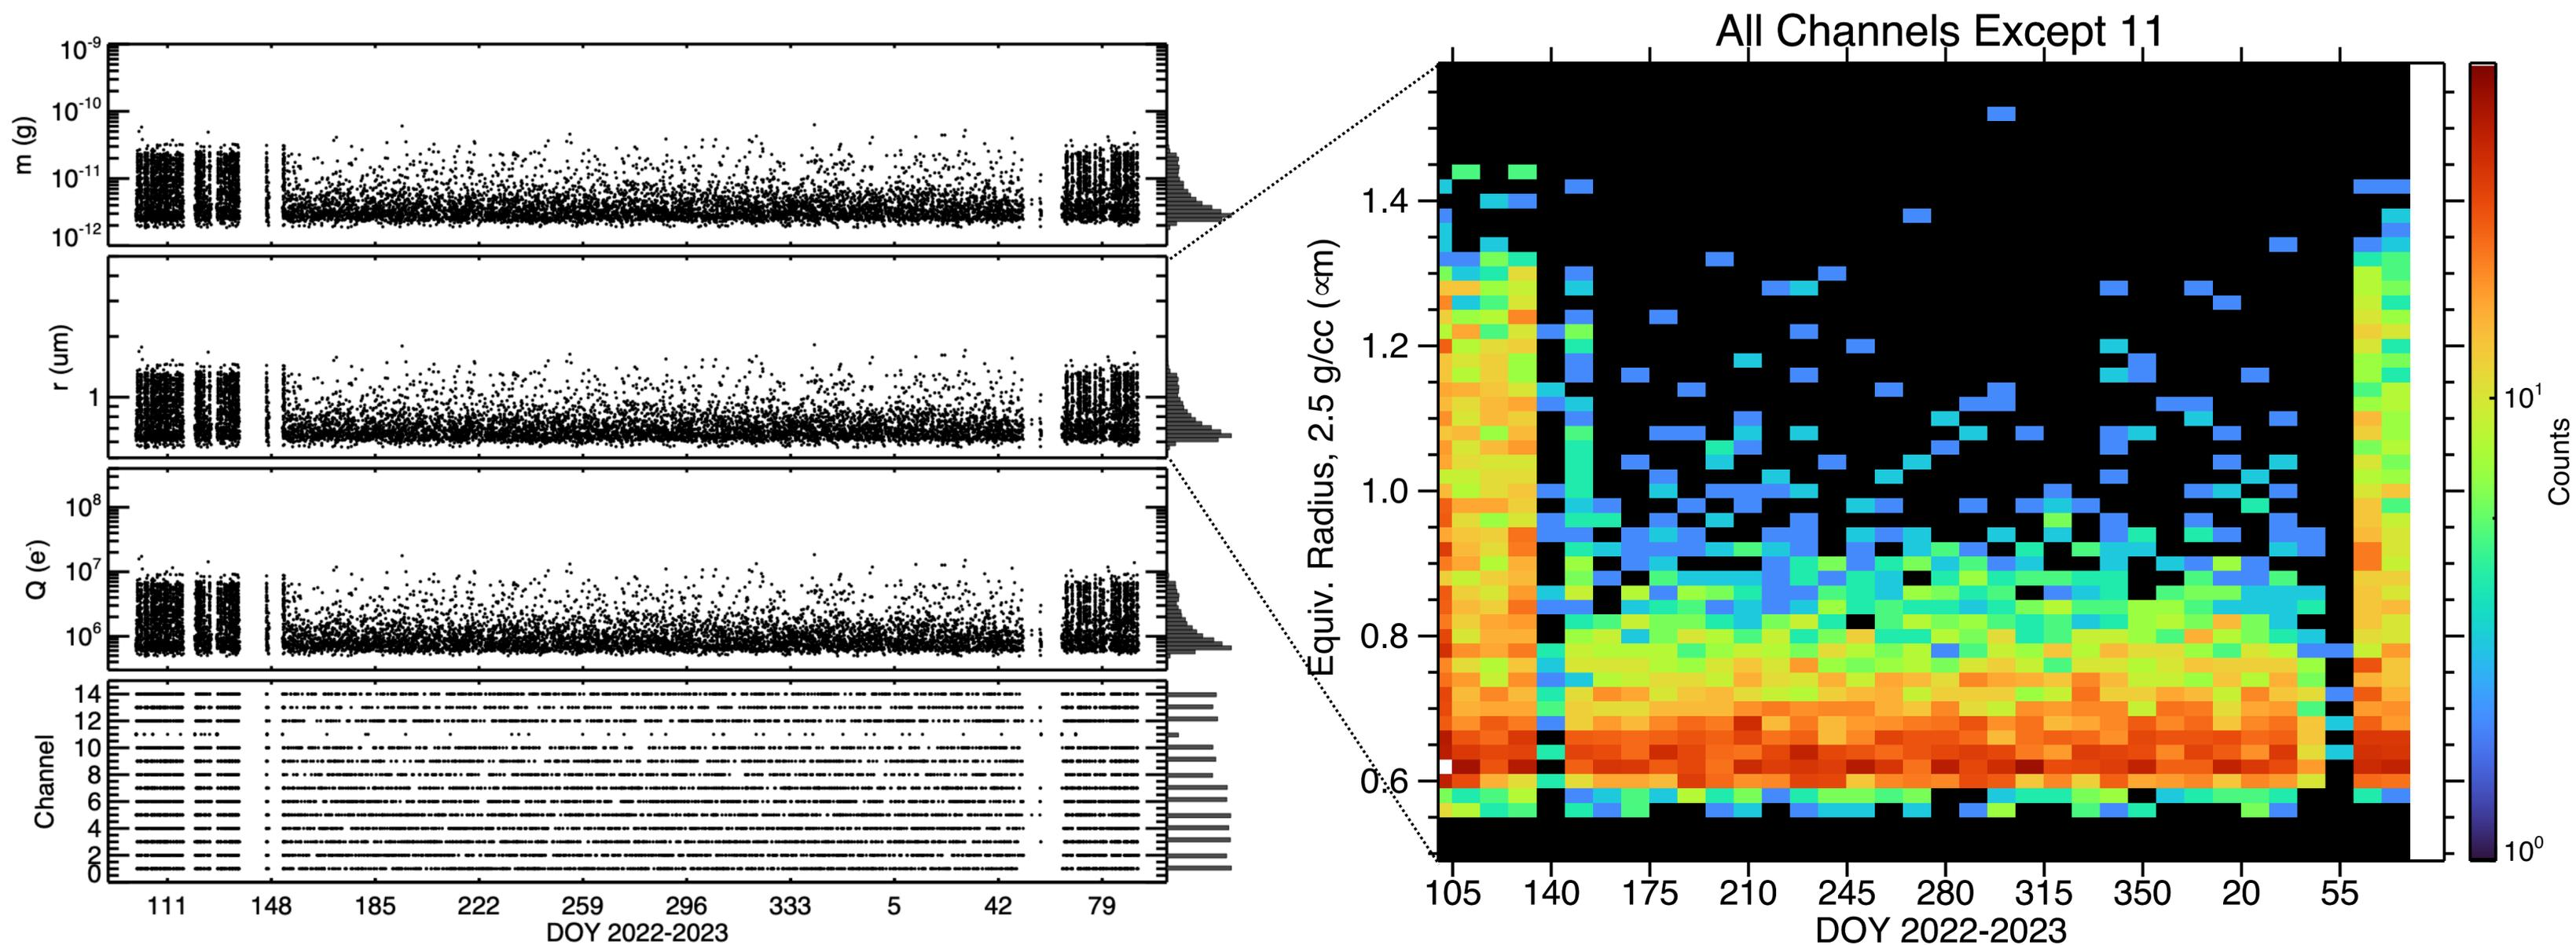 10-9
10-10
10-11
10-12
m (g)
1
r (um)
108
107
106
Q (e-)
14
12
10
8
6
4
2
0
Channel
111 148 185 222 259 296 333 5 42 79
DOY 2022-2023
All Channels Except 11
1.4
1.2
1.0
0.8
0.6
Equiv. Radius, 2.5 g/cc (∝m)
105 140 175 210 245 280 315 350 20 55
DOY 2022-2023
101
100
Counts